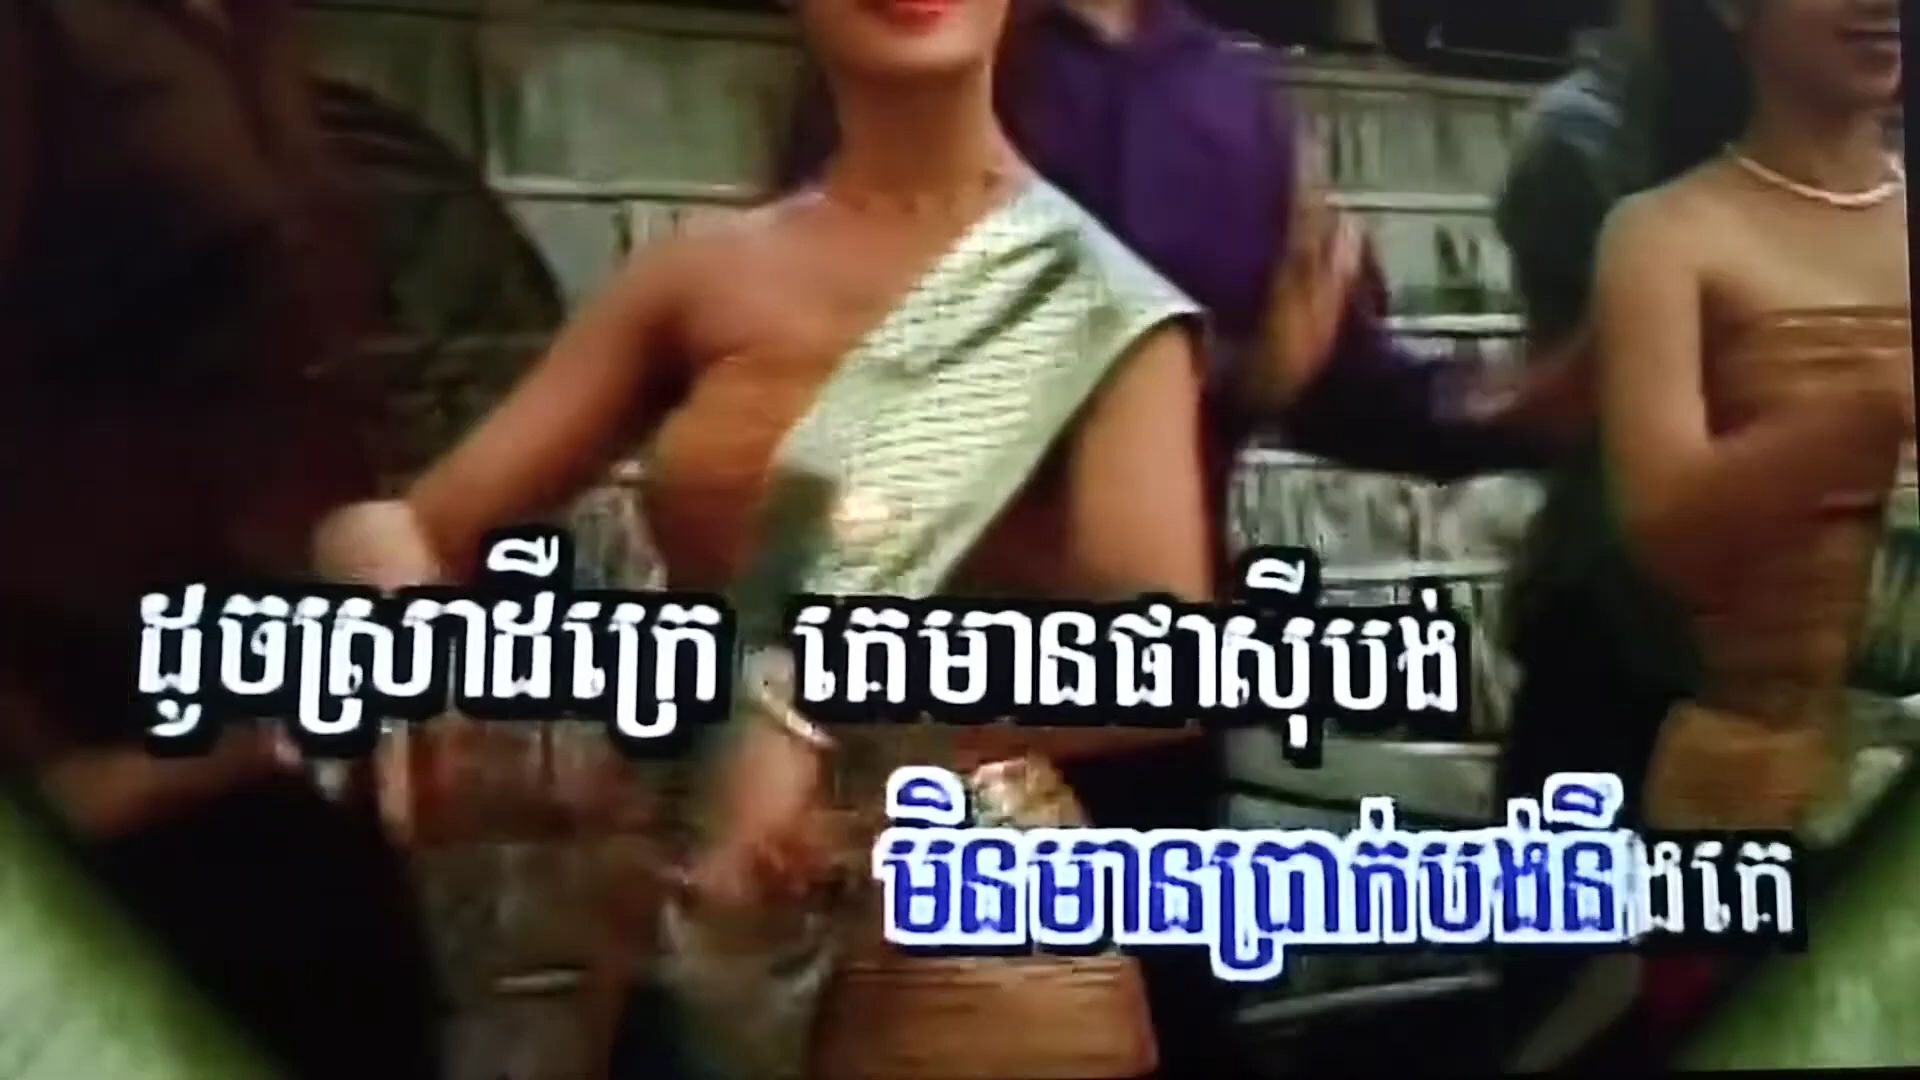 ដូចស្រាដឺក្រេ គេមានផាស៊ីបង់
មិនមានប្រាក់បង់នឹងគេ